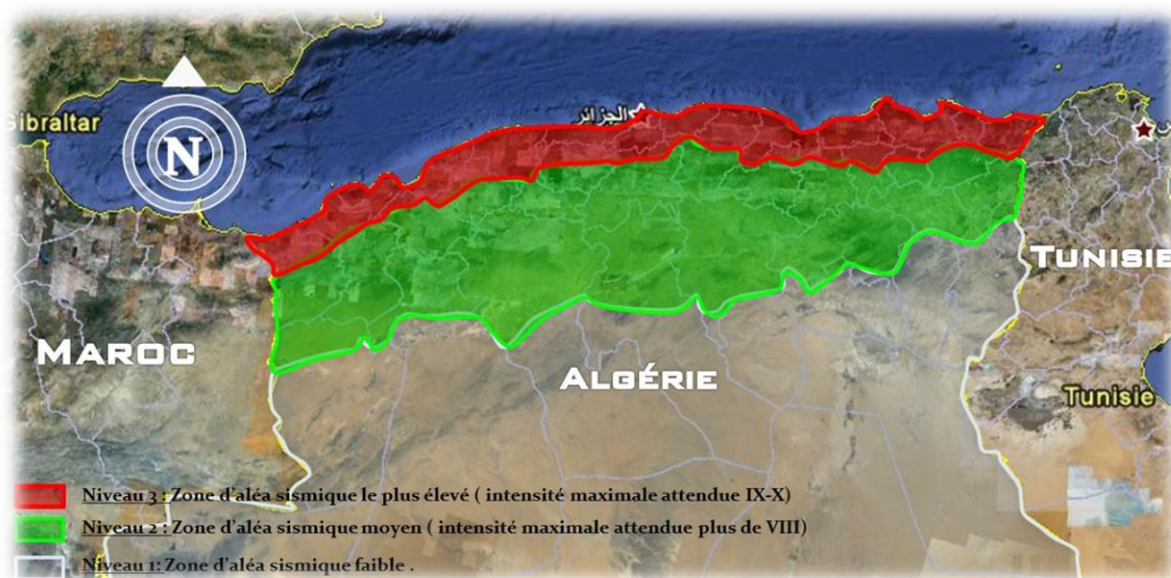 الجزائر
Gibraltar
N
TUNISIE
MAROC
ALGÉRIE
Tunisie
Niveau 3 : Zone d'aléa sismique le plus élevé ( intensité maximale attendue IX-X)
Niveau 2 : Zone d'aléa sismique moyen ( intensité maximale attendue plus de VIII)
Niveau 1: Zone d'aléa sismique faible .